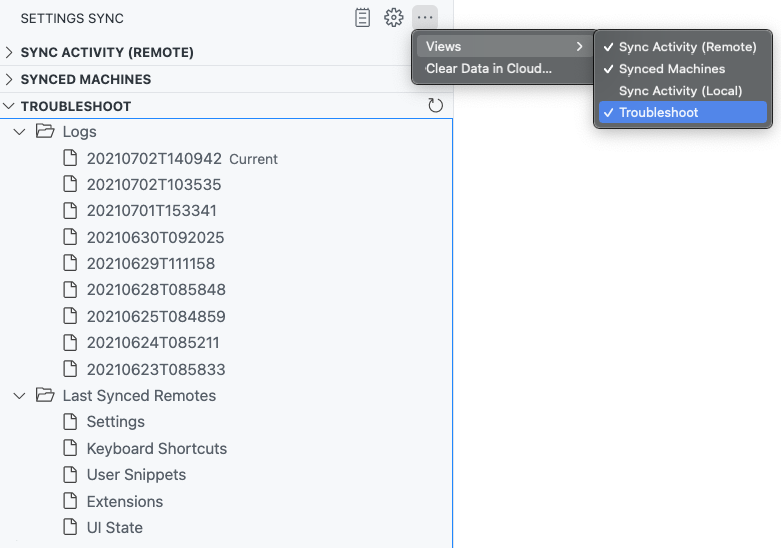 SETTINGS SYNC
Views
Clear Data in Cloud...
Sync Activity (Remote)
Synced Machines
Sync Activity (Local)
Troubleshoot
SYNC ACTIVITY (REMOTE)
SYNCED MACHINES
TROUBLESHOOT
Logs
20210702T140942 Current
20210702T103535
20210701T153341
20210630T092025
20210629T111158
20210628T085848
20210625T084859
20210624T085211
20210623T085833
Last Synced Remotes
Settings
Keyboard Shortcuts
User Snippets
Extensions
UI State